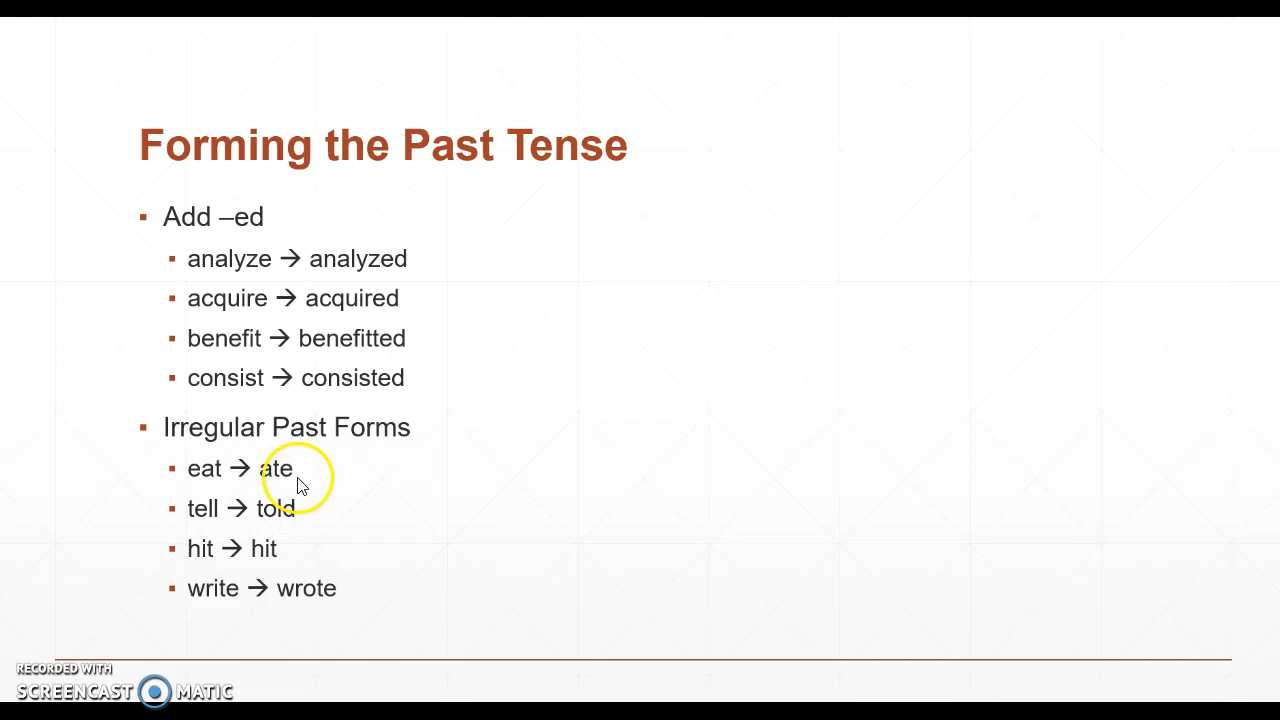 Forming the Past Tense
▪ Add –ed
▪ analyze → analyzed
▪ acquire → acquired
▪ benefit → benefitted
▪ consist → consisted
▪ Irregular Past Forms
▪ eat → ate
▪ tell → told
▪ hit → hit
▪ write → wrote
RECORDED WITH
SCREENCAST MATIC